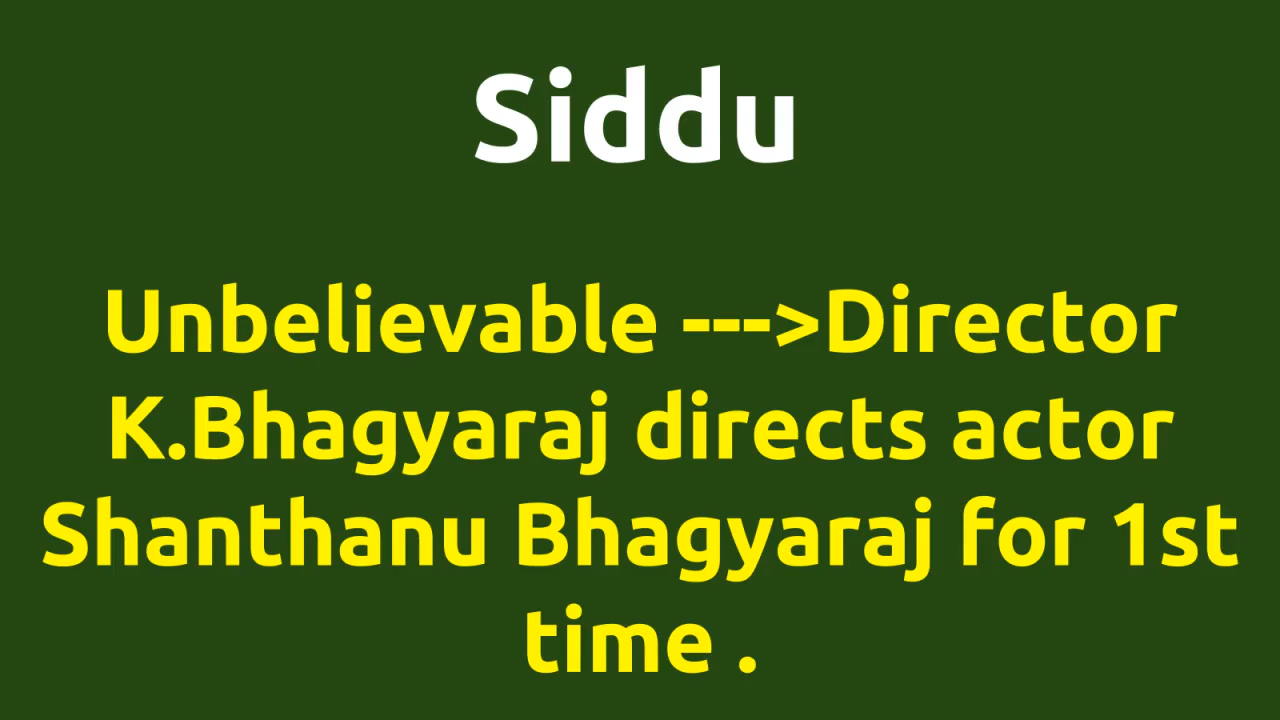 Siddu
Unbelievable --->Director
K.Bhagyaraj directs actor
Shanthanu Bhagyaraj for 1st
time .